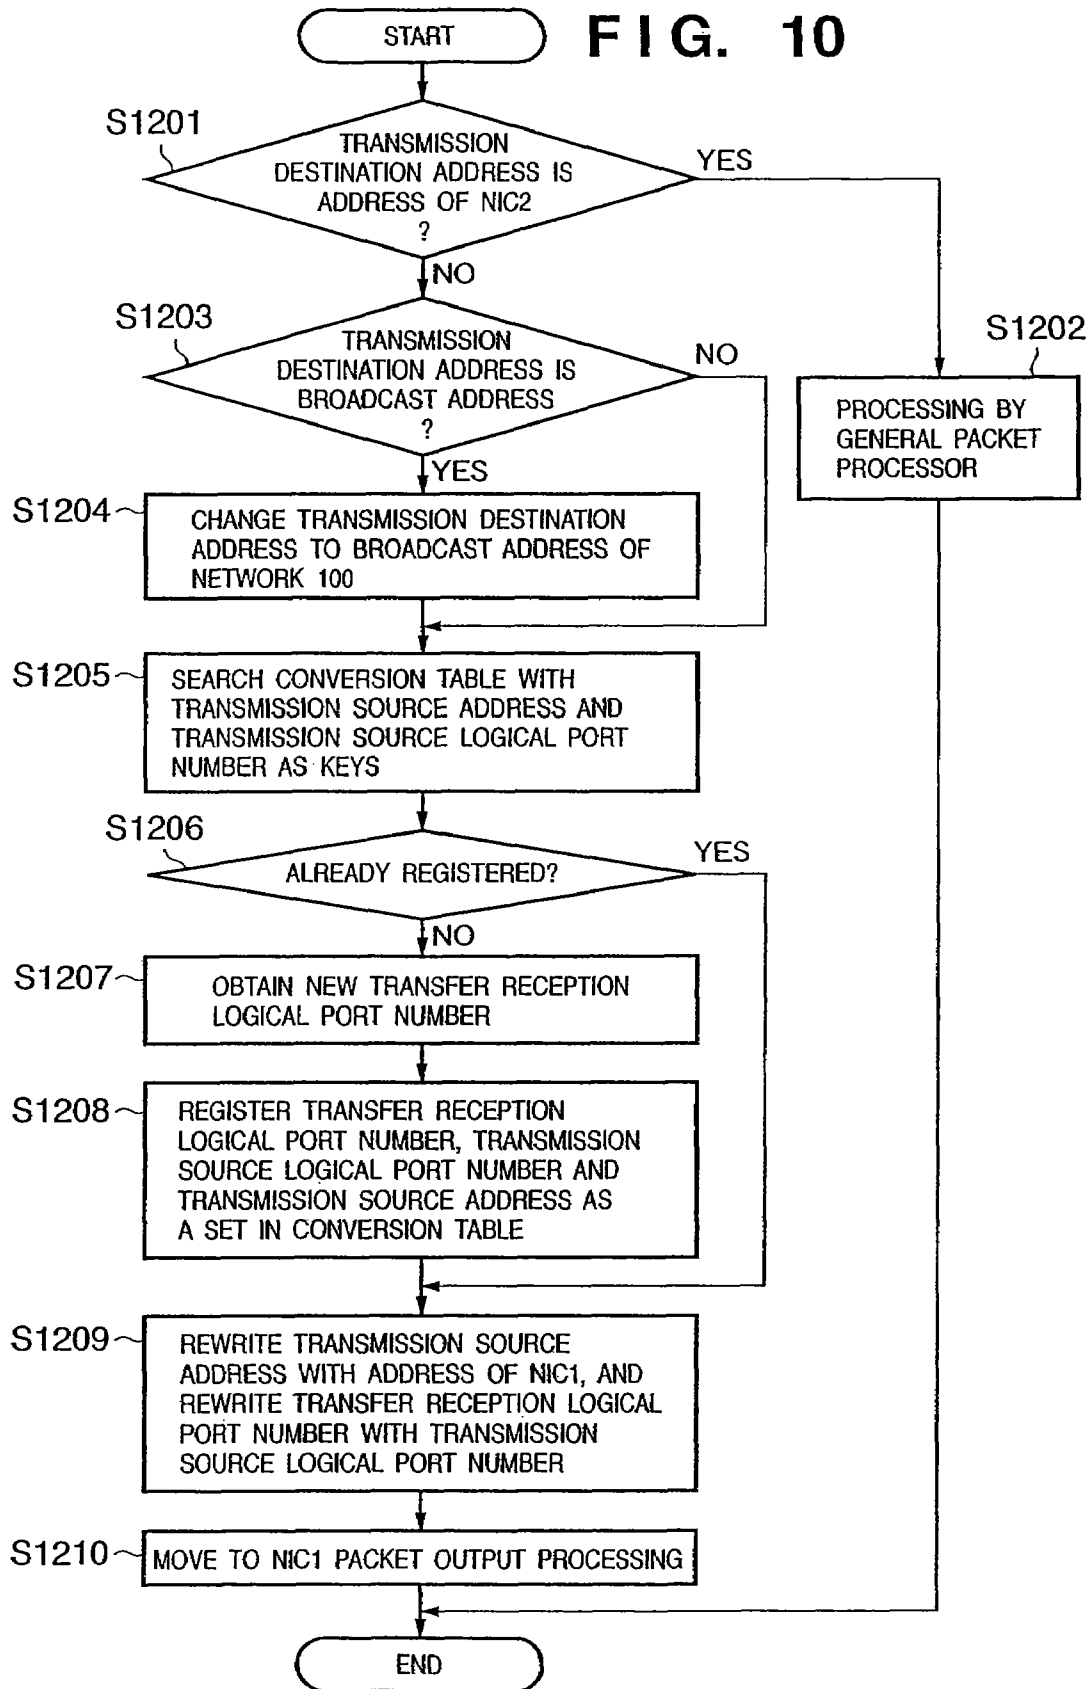 START
FIG. 10
S1201
TRANSMISSION
DESTINATION ADDRESS IS
ADDRESS OF NIC2
?
YES
NO
S1203
TRANSMISSION
DESTINATION ADDRESS IS
BROADCAST ADDRESS
?
NO
YES
S1202
PROCESSING BY
GENERAL PACKET
PROCESSOR
S1204
CHANGE TRANSMISSION DESTINATION
ADDRESS TO BROADCAST ADDRESS OF
NETWORK 100
S1205
SEARCH CONVERSION TABLE WITH
TRANSMISSION SOURCE ADDRESS AND
TRANSMISSION SOURCE LOGICAL PORT
NUMBER AS KEYS
S1206
ALREADY REGISTERED?
YES
NO
S1207
OBTAIN NEW TRANSFER RECEPTION
LOGICAL PORT NUMBER
S1208
REGISTER TRANSFER RECEPTION
LOGICAL PORT NUMBER, TRANSMISSION
SOURCE LOGICAL PORT NUMBER AND
TRANSMISSION SOURCE ADDRESS AS
A SET IN CONVERSION TABLE
S1209
REWRITE TRANSMISSION SOURCE
ADDRESS WITH ADDRESS OF NIC1, AND
REWRITE TRANSFER RECEPTION LOGICAL
PORT NUMBER WITH TRANSMISSION
SOURCE LOGICAL PORT NUMBER
S1210
MOVE TO NIC1 PACKET OUTPUT PROCESSING
END